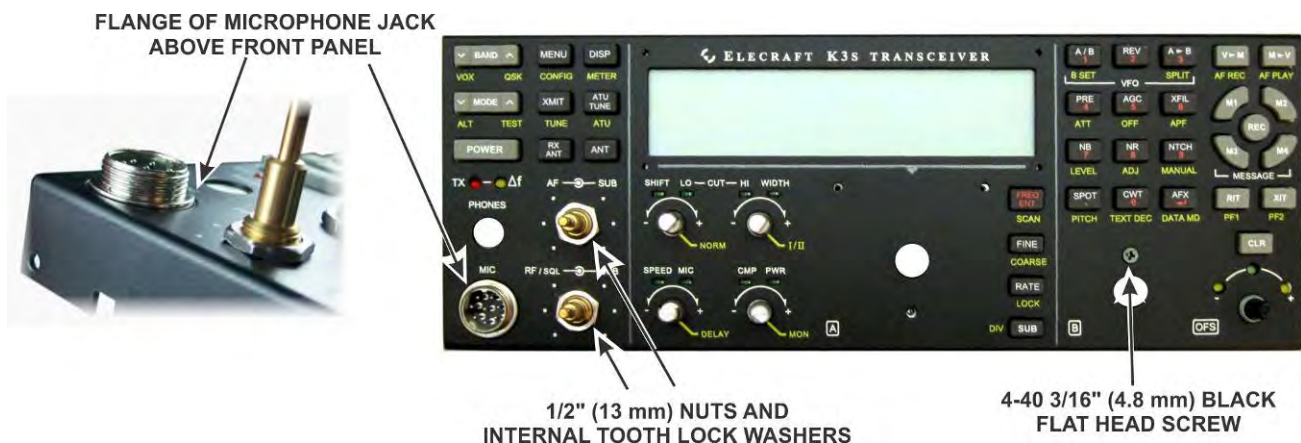 FLANGE OF MICROPHONE JACK
ABOVE FRONT PANEL
ELECRAFT K3S TRANSCEIVER
BAND
VOX QSK
MENU
CONFIG
DISP
METER
MODE
ALT TEST
XMIT
TUNE
ATU
TUNE
ATU
POWER
RX
ANT
ANT
TX Δf
PHONES
AF SUB
MIC
RF / SQL
SHIFT LO CUT HI WIDTH
- + - +
NORM I / II
SPEED MIC CMP PWR
- + - +
DELAY MON
A
FREQ
ENT
SCAN
FINE
COARSE
RATE
LOCK
DIV SUB
A / B
1
REV
2
A►B
3
B SET SPLIT
VFO
PRE
4
AGC
5
XFIL
6
ATT OFF APF
NB
7
NR
8
NTCH
9
LEVEL ADJ MANUAL
SPOT
CWT
0
AFX
PITCH TEXT DEC DATA MD
V►M M►V
AF REC AF PLAY
M1 M2
REC
M3 M4
MESSAGE
RIT XIT
PF1 PF2
CLR
- +
B
OFS
1/2" (13 mm) NUTS AND
INTERNAL TOOTH LOCK WASHERS
4-40 3/16" (4.8 mm) BLACK
FLAT HEAD SCREW